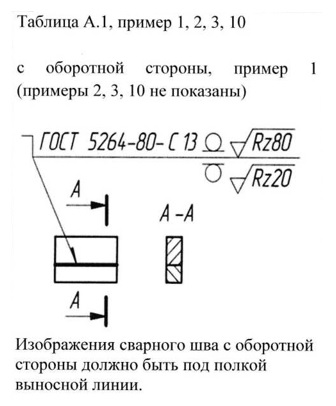 Таблица А.1, пример 1, 2, 3, 10
с оборотной стороны, пример 1
(примеры 2, 3, 10 не показаны)
ГОСТ 5264-80-С13 Rz80
Rz20
А
А-А
А
Изображения сварного шва с оборотной
стороны должно быть под полкой
выносной линии.